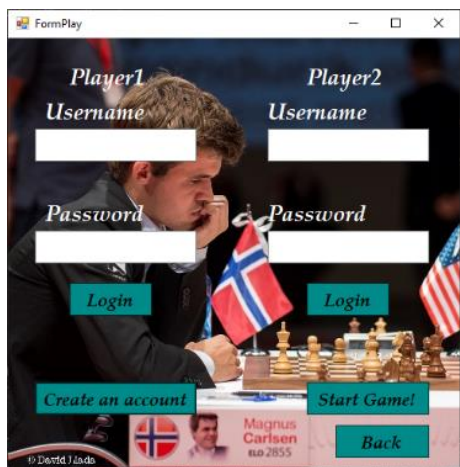 FormPlay
Player1
Player2
Username
Username
Password
Password
Login
Login
Create an account
Start Game!
Magnus
Carlsen
ELO 2855
Back
© David Llada